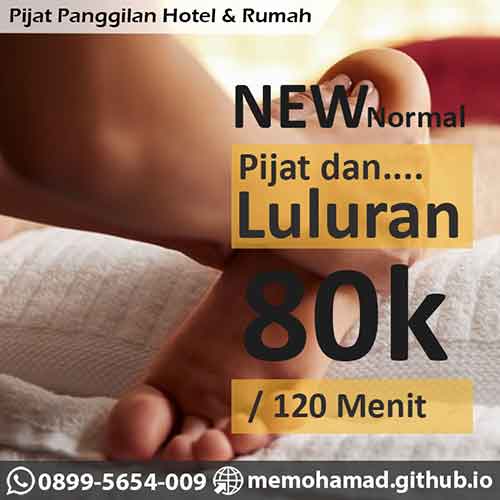 Pijat Panggilan Hotel & Rumah
NEW Normal
Pijat dan....
Luluran
80k
/ 120 Menit
0899-5654-009 memohamad.github.io